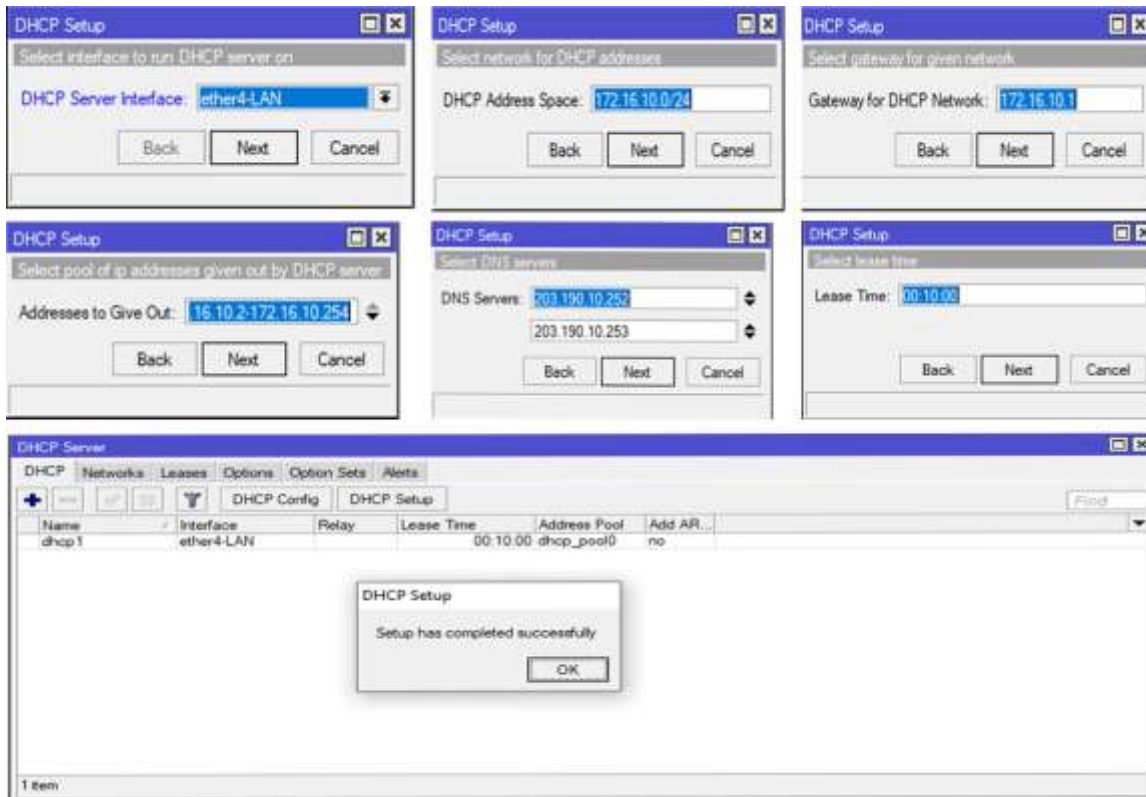 DHCP Setup
Select interface to run DHCP server on
DHCP Server Interface: ether4-LAN
Back Next Cancel
DHCP Setup
Select network for DHCP addresses
DHCP Address Space: 172.16.10.0/24
Back Next Cancel
DHCP Setup
Select gateway for given network
Gateway for DHCP Network: 172.16.10.1
Back Next Cancel
DHCP Setup
Select pool of ip addresses given out by DHCP server
Addresses to Give Out: 16.10.2-172.16.10.254
Back Next Cancel
DHCP Setup
Select DNS servers
DNS Servers: 203.190.10.252
203.190.10.253
Back Next Cancel
DHCP Setup
Select lease time
Lease Time: 00:10:00
Back Next Cancel
DHCP Server
DHCP Networks Leases Options Option Sets Alerts
DHCP Config DHCP Setup Find
Name Interface Relay Lease Time Address Pool Add AR...
dhcp1 ether4-LAN 00:10:00 dhcp_pool0 no
DHCP Setup
Setup has completed successfully
OK
1 item